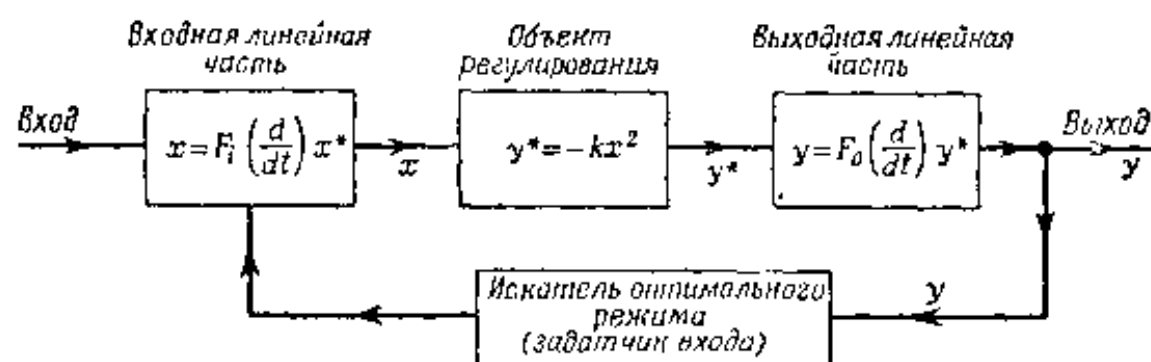 Входная линейная
часть
Объект
регулирования
Выходная линейная
часть
Вход
x=F_i(d/dt)x*
x
y*=-kx²
y*
y=F_o(d/dt)y*
Выход
y
Искатель оптимального
режима
(задатчик входа)
y